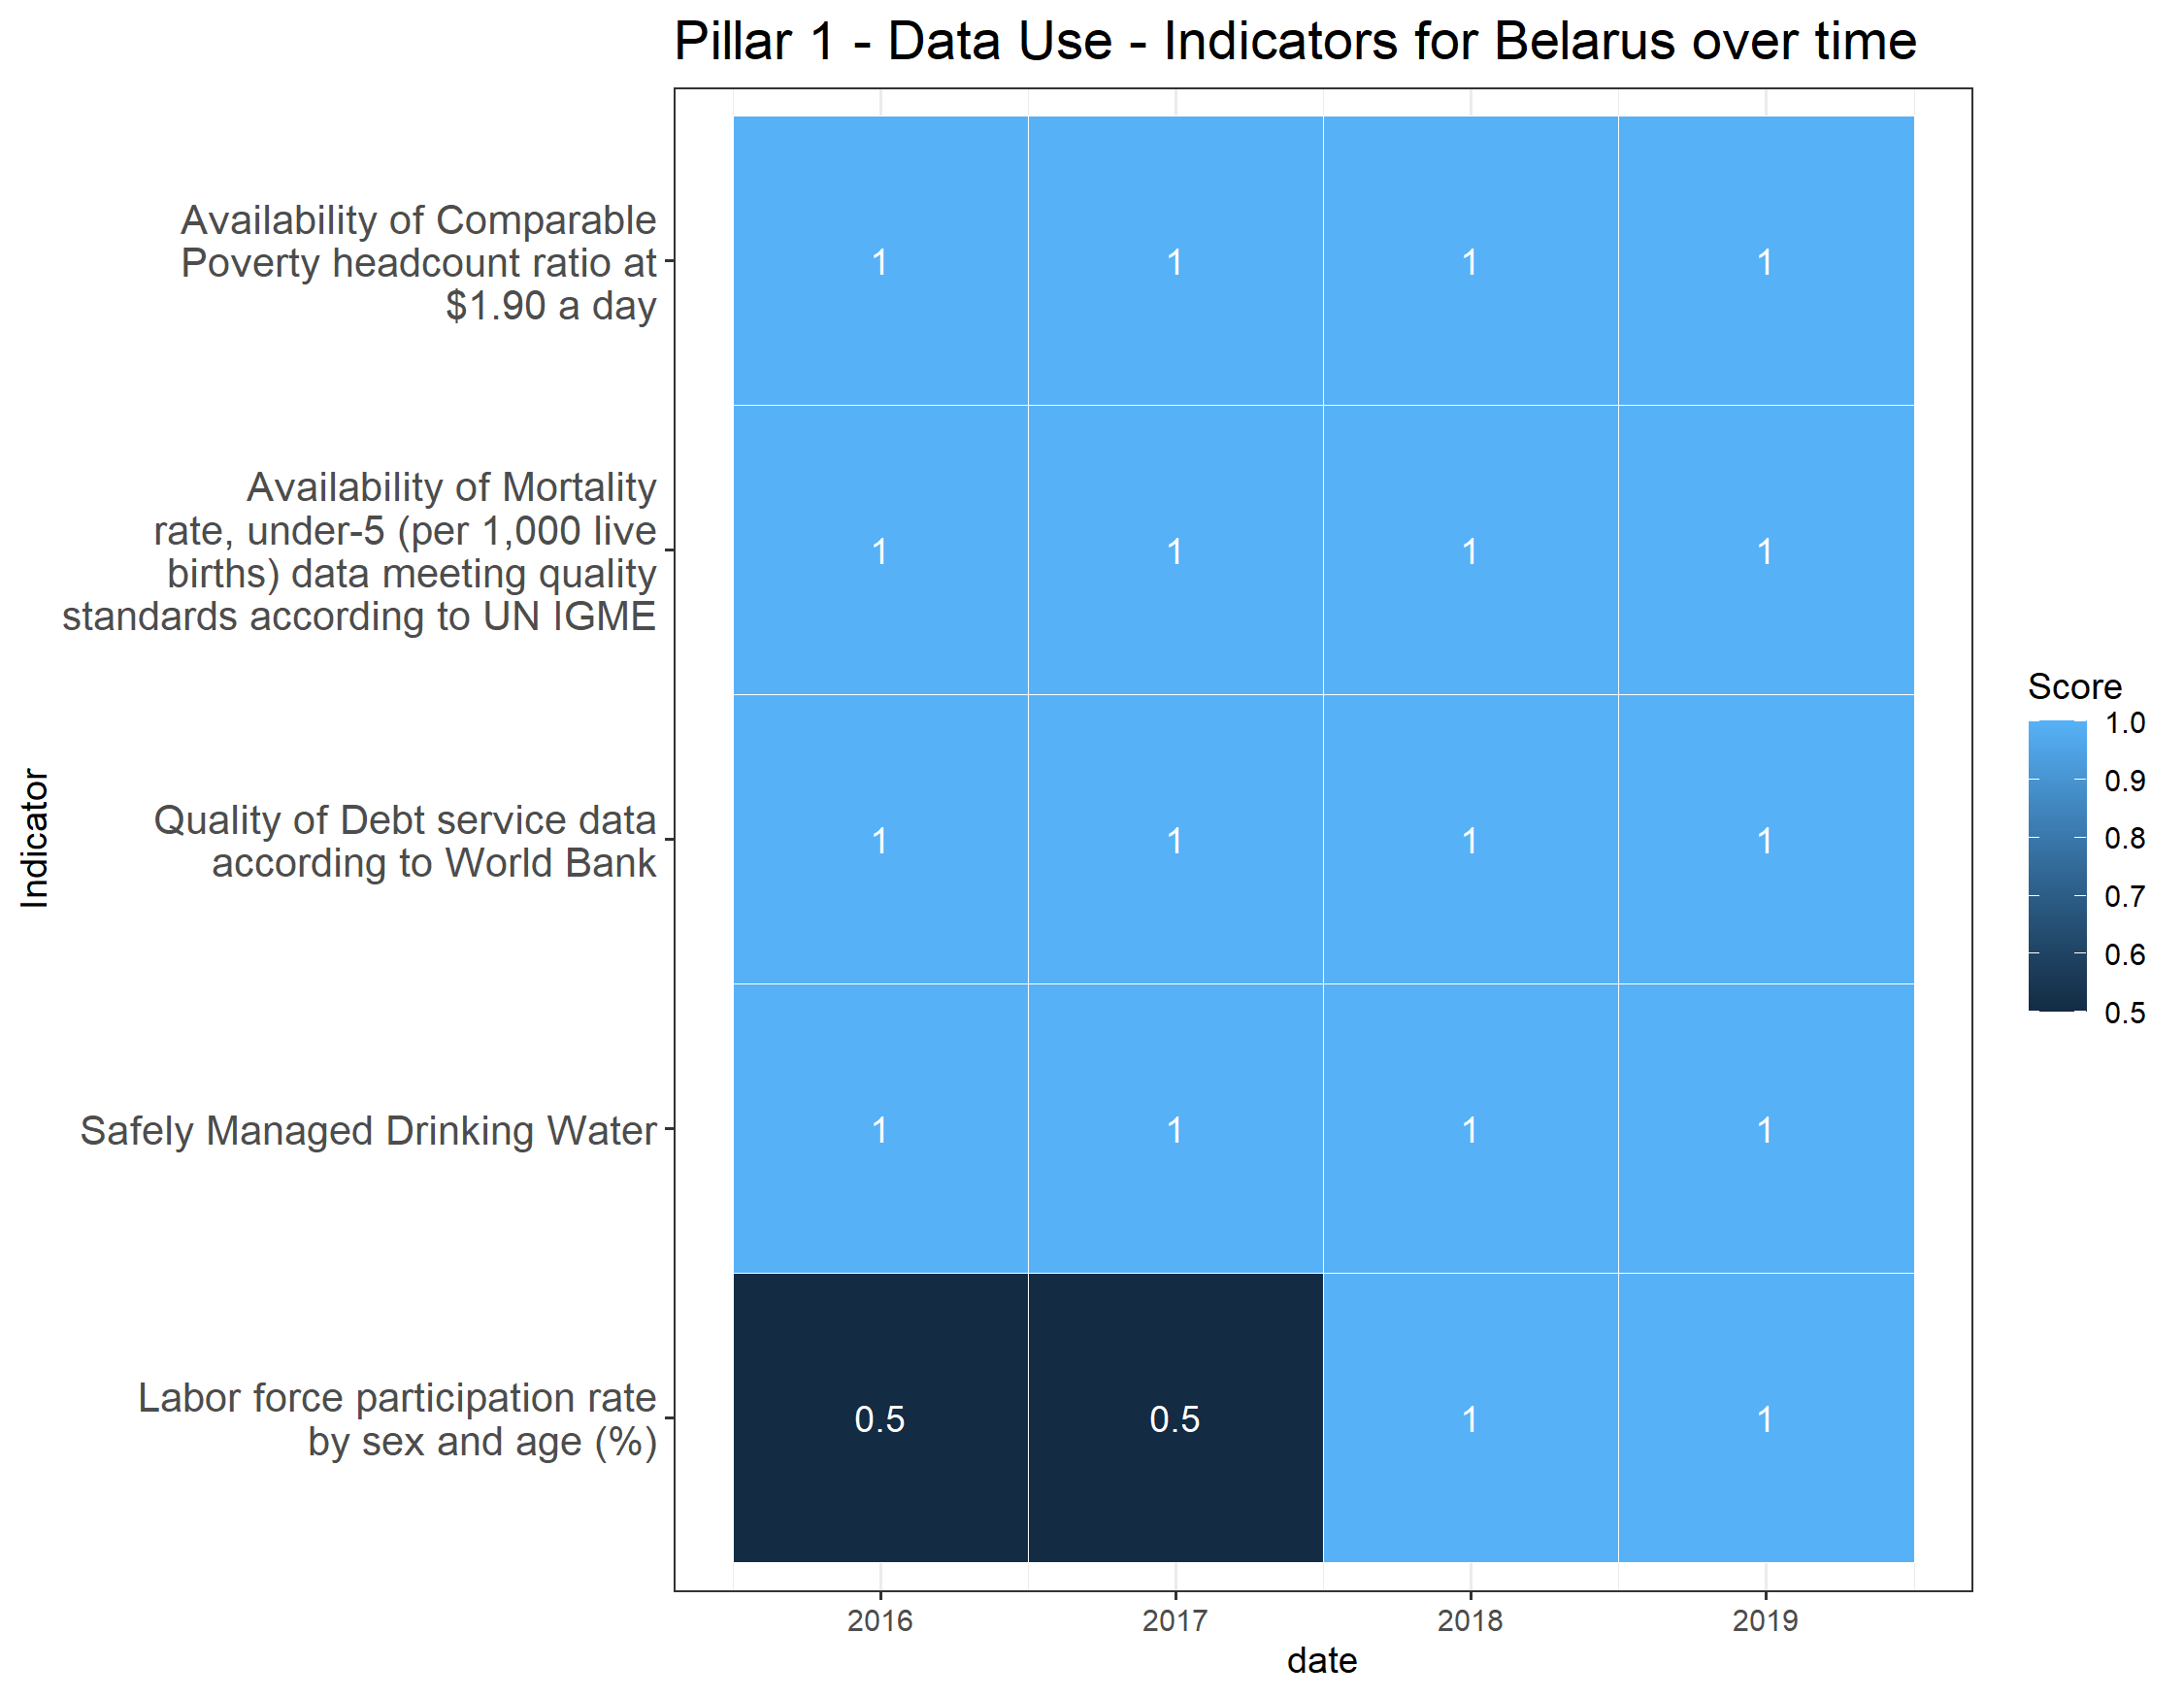 Pillar 1 - Data Use - Indicators for Belarus over time
Indicator
Availability of Comparable
Poverty headcount ratio at
$1.90 a day
1 1 1 1
Availability of Mortality
rate, under-5 (per 1,000 live
births) data meeting quality
standards according to UN IGME
1 1 1 1
Quality of Debt service data
according to World Bank
1 1 1 1
Safely Managed Drinking Water
1 1 1 1
Labor force participation rate
by sex and age (%)
0.5 0.5 1 1
2016 2017 2018 2019
date
Score
1.0
0.9
0.8
0.7
0.6
0.5